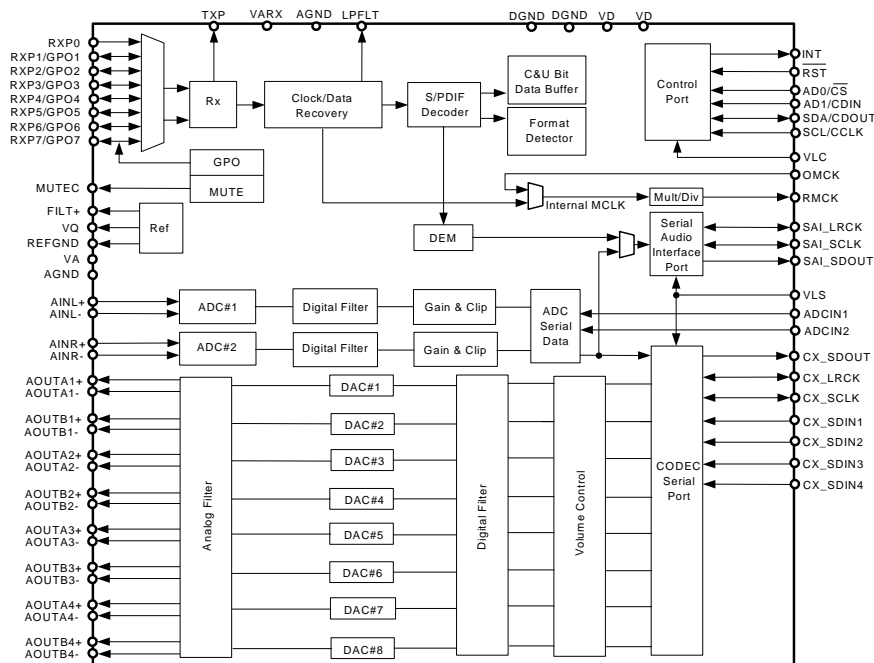 TXP VARX AGND LPFLT DGND DGND VD VD
RXP0
RXP1/GPO1
RXP2/GPO2
RXP3/GPO3
RXP4/GPO4
RXP5/GPO5
RXP6/GPO6
RXP7/GPO7
Rx
Clock/Data
Recovery
S/PDIF
Decoder
C&U Bit
Data Buffer
Format
Detector
Control
Port
INT
RST
AD0/CS
AD1/CDIN
SDA/CDOUT
SCL/CCLK
VLC
OMCK
RMCK
GPO
MUTE
MUTEC
FILT+
VQ
REFGND
VA
AGND
Ref
Internal MCLK
Mult/Div
DEM
Serial
Audio
Interface
Port
SAI_LRCK
SAI_SCLK
SAI_SDOUT
VLS
ADCIN1
ADCIN2
AINL+
AINL-
ADC#1
Digital Filter
Gain & Clip
AINR+
AINR-
ADC#2
Digital Filter
Gain & Clip
ADC
Serial
Data
CX_SDOUT
CX_LRCK
CX_SCLK
CX_SDIN1
CX_SDIN2
CX_SDIN3
CX_SDIN4
AOUTA1+
AOUTA1-
AOUTB1+
AOUTB1-
AOUTA2+
AOUTA2-
AOUTB2+
AOUTB2-
AOUTA3+
AOUTA3-
AOUTB3+
AOUTB3-
AOUTA4+
AOUTA4-
AOUTB4+
AOUTB4-
Analog Filter
DAC#1
DAC#2
DAC#3
DAC#4
DAC#5
DAC#6
DAC#7
DAC#8
Digital Filter
Volume Control
CODEC
Serial
Port